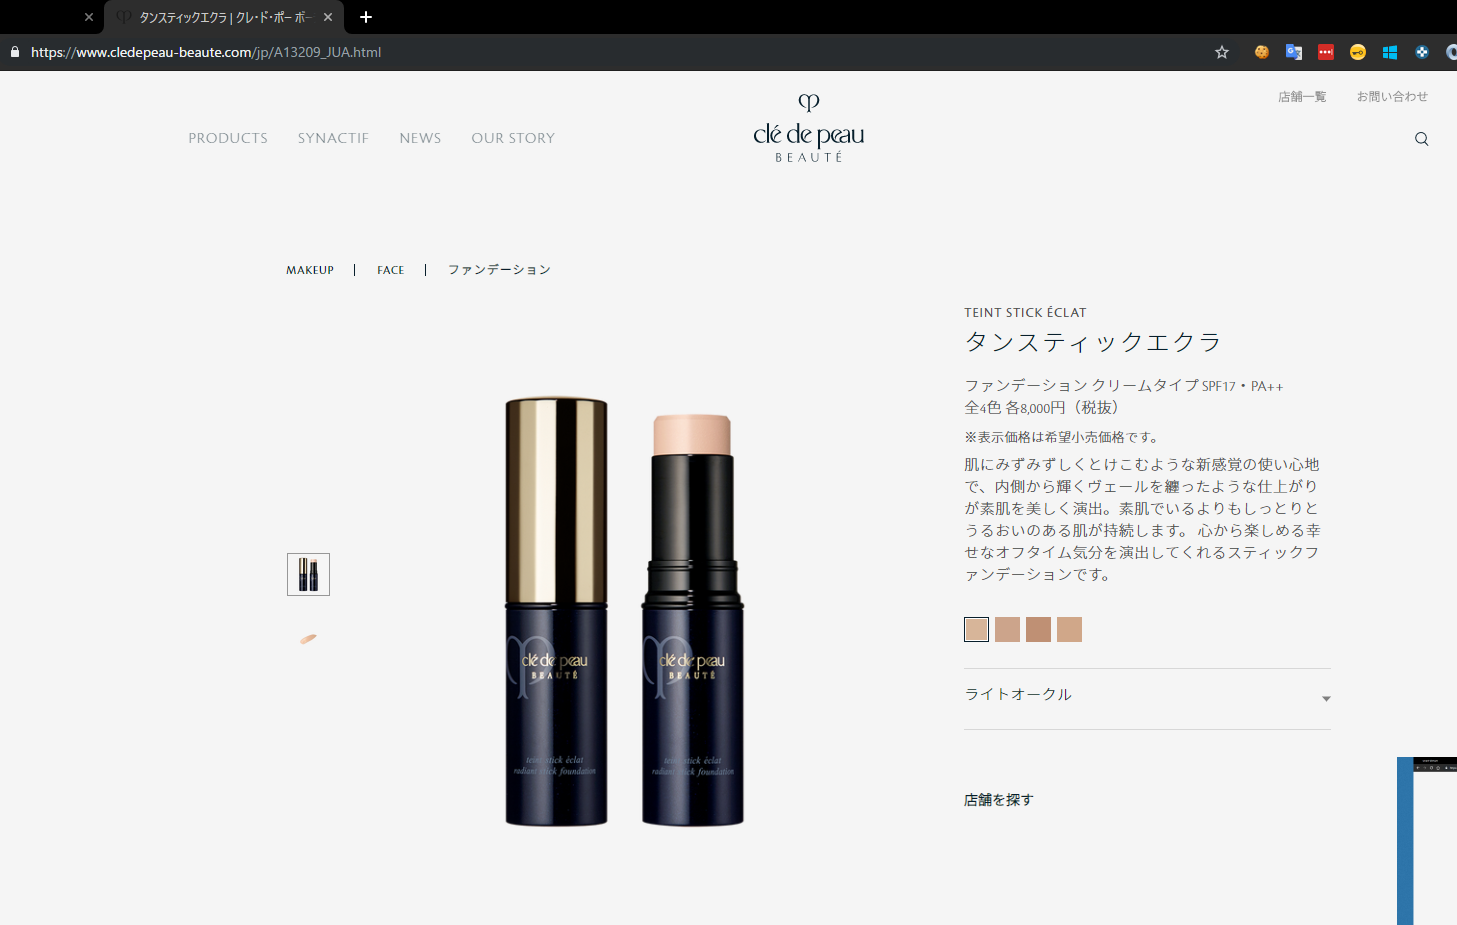 タンスティックエクラ | クレ・ド・ポー ボー
https://www.cledepeau-beaute.com/jp/A13209_JUA.html
店舗一覧 お問い合わせ
PRODUCTS SYNACTIF NEWS OUR STORY
clé de peau
BEAUTÉ
MAKEUP | FACE | ファンデーション
TEINT STICK ÉCLAT
タンスティックエクラ
ファンデーション クリームタイプ SPF17・PA++
全4色 各8,000円（税抜）
※表示価格は希望小売価格です。
肌にみずみずしくとけこむような新感覚の使い心地
で、内側から輝くヴェールを纏ったような仕上がり
が素肌を美しく演出。素肌でいるよりもしっとりと
うるおいのある肌が持続します。 心から楽しめる幸
せなオフタイム気分を演出してくれるスティックフ
ァンデーションです。
ライトオークル
店舗を探す
clé de peau
BEAUTÉ
teint stick éclat
radiant stick foundation
clé de peau
BEAUTÉ
teint stick éclat
radiant stick foundation